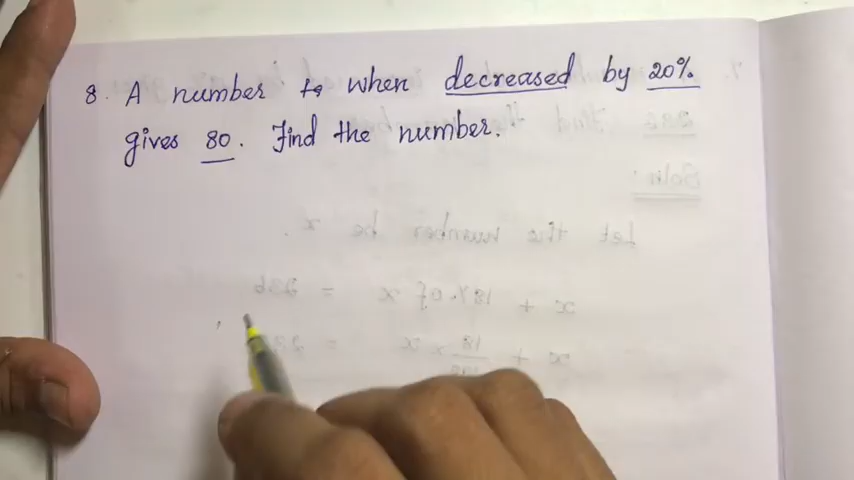 8. A number to when decreased by 20%
gives 80. Find the number.